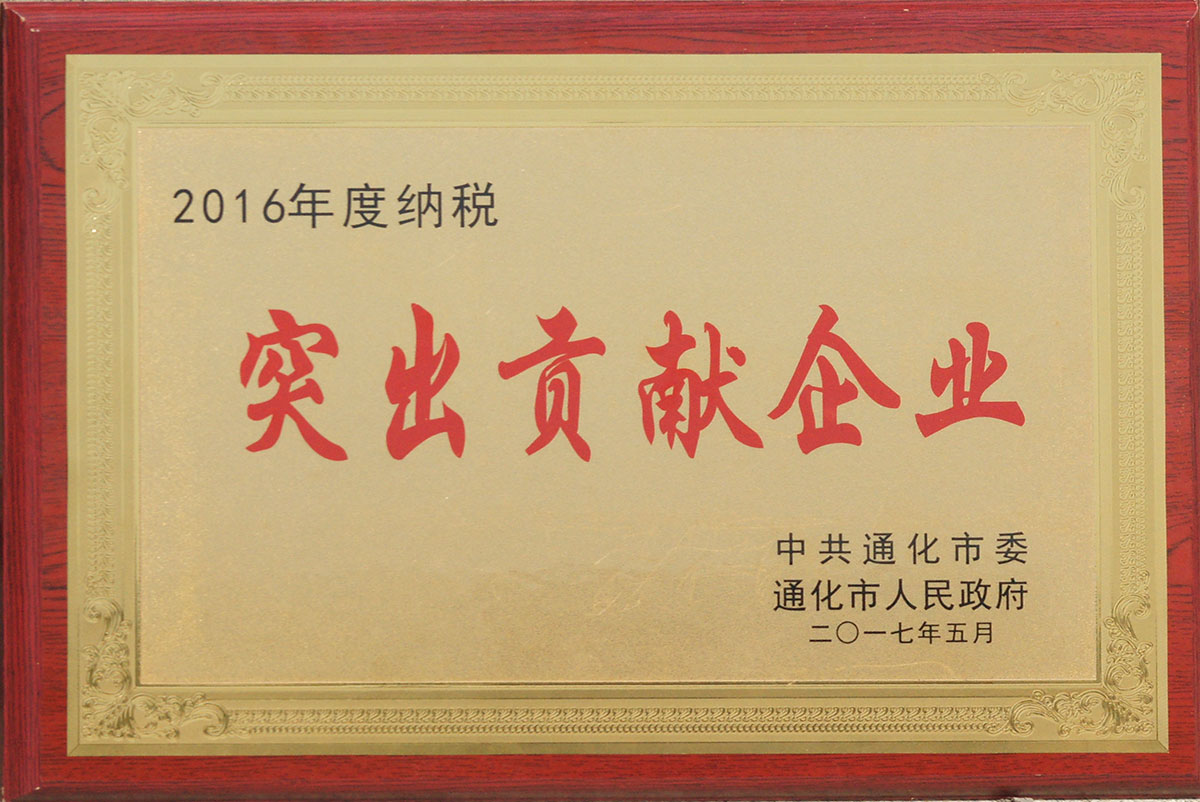 2016年度纳税
突出贡献企业
中共通化市委
通化市人民政府
二〇一七年五月